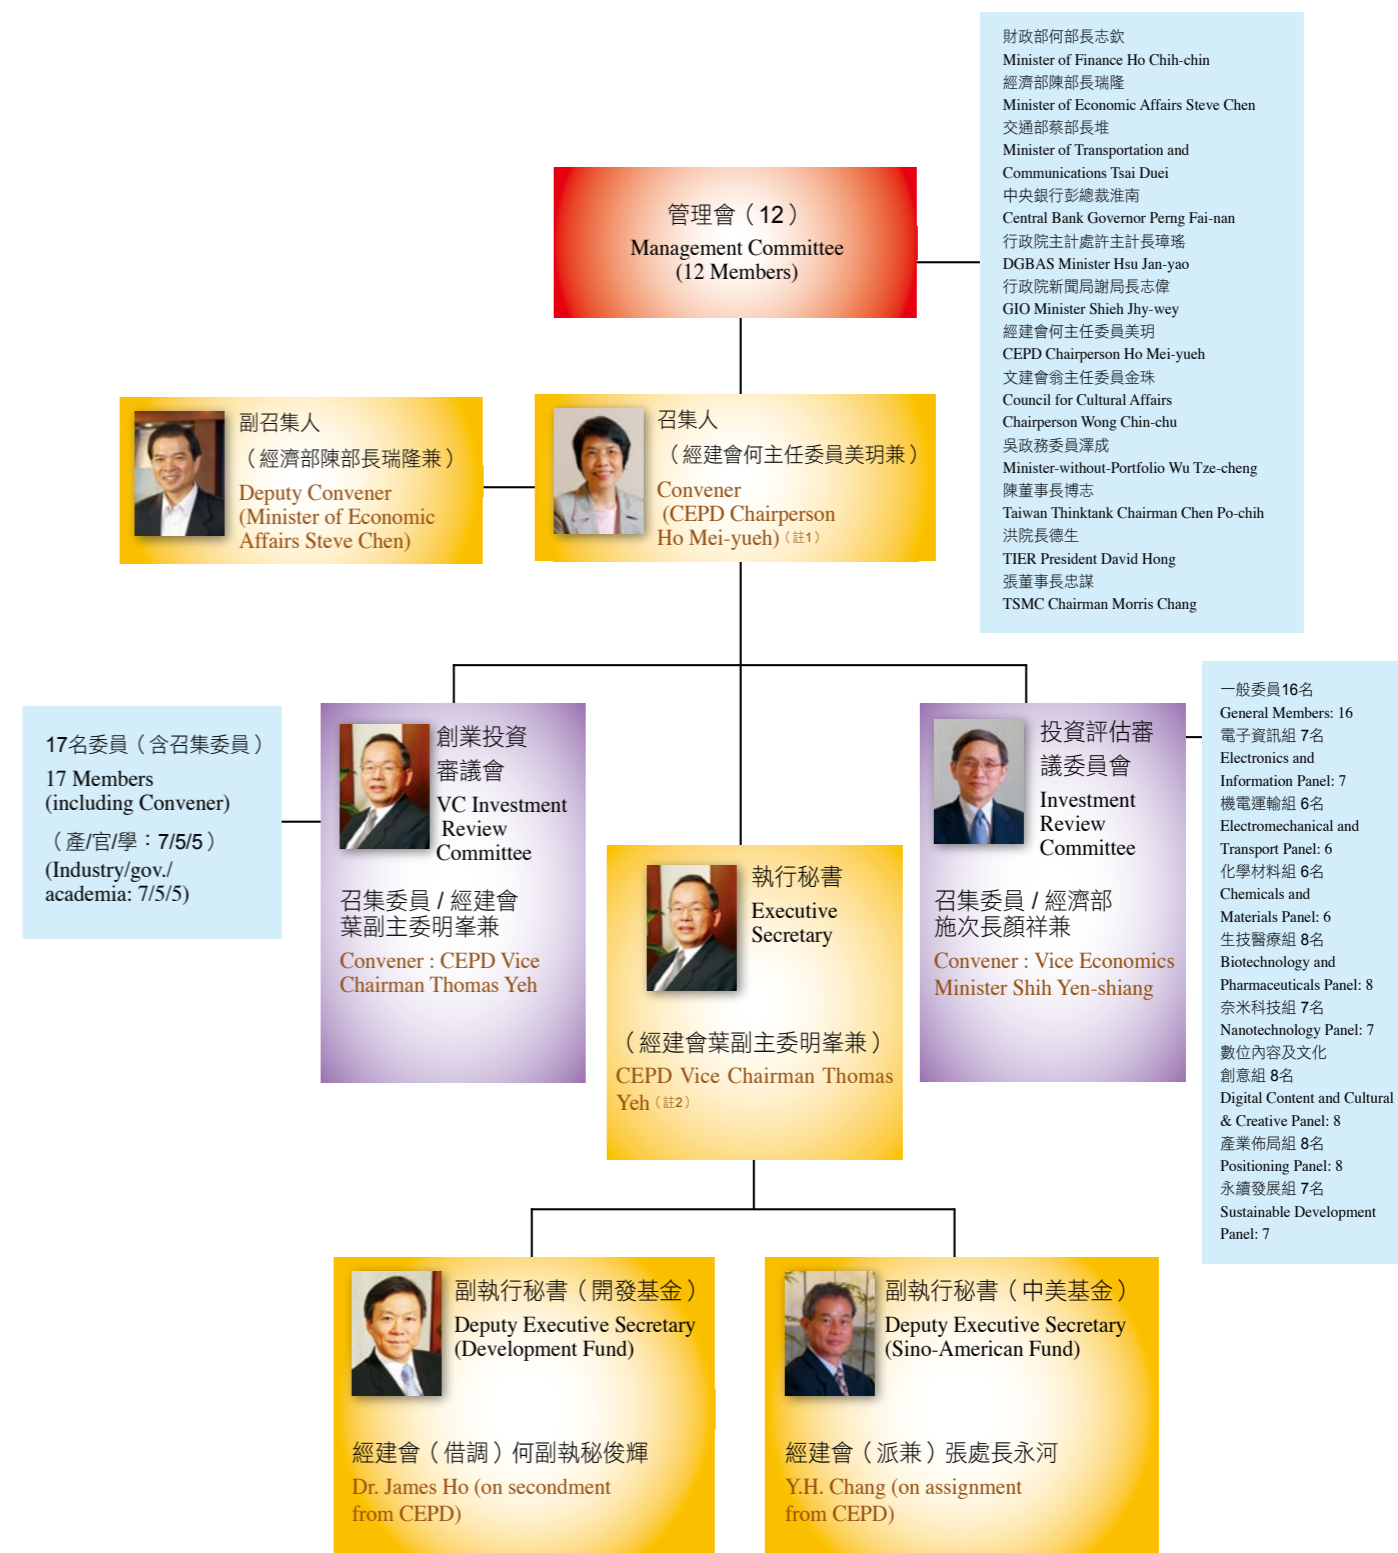 財政部何部長志欽
Minister of Finance Ho Chih-chin
經濟部陳部長瑞隆
Minister of Economic Affairs Steve Chen
交通部蔡部長堆
Minister of Transportation and
Communications Tsai Duei
中央銀行彭總裁淮南
Central Bank Governor Perng Fai-nan
行政院主計處許主計長璋瑤
DGBAS Minister Hsu Jan-yao
行政院新聞局謝局長志偉
GIO Minister Shieh Jhy-wey
經建會何主任委員美玥
CEPD Chairperson Ho Mei-yueh
文建會翁主任委員金珠
Council for Cultural Affairs
Chairperson Wong Chin-chu
吳政務委員澤成
Minister-without-Portfolio Wu Tze-cheng
陳董事長博志
Taiwan Thinktank Chairman Chen Po-chih
洪院長德生
TIER President David Hong
張董事長忠謀
TSMC Chairman Morris Chang
管理會（12）
Management Committee
(12 Members)
副召集人
（經濟部陳部長瑞隆兼）
Deputy Convener
(Minister of Economic
Affairs Steve Chen)
召集人
（經建會何主任委員美玥兼）
Convener
(CEPD Chairperson
Ho Mei-yueh)（註1）
17名委員（含召集委員）
17 Members
(including Convener)
（產/官/學：7/5/5）
(Industry/gov./
academia: 7/5/5)
創業投資
審議會
VC Investment
Review
Committee
召集委員 / 經建會
葉副主委明峯兼
Convener : CEPD Vice
Chairman Thomas Yeh
執行秘書
Executive
Secretary
（經建會葉副主委明峯兼）
CEPD Vice Chairman Thomas
Yeh（註2）
投資評估審
議委員會
Investment
Review
Committee
召集委員 / 經濟部
施次長顏祥兼
Convener : Vice Economics
Minister Shih Yen-shiang
一般委員16名
General Members: 16
電子資訊組 7名
Electronics and
Information Panel: 7
機電運輸組 6名
Electromechanical and
Transport Panel: 6
化學材料組 6名
Chemicals and
Materials Panel: 6
生技醫療組 8名
Biotechnology and
Pharmaceuticals Panel: 8
奈米科技組 7名
Nanotechnology Panel: 7
數位內容及文化
創意組 8名
Digital Content and Cultural
& Creative Panel: 8
產業佈局組 8名
Positioning Panel: 8
永續發展組 7名
Sustainable Development
Panel: 7
副執行秘書（開發基金）
Deputy Executive Secretary
(Development Fund)
經建會（借調）何副執秘俊輝
Dr. James Ho (on secondment
from CEPD)
副執行秘書（中美基金）
Deputy Executive Secretary
(Sino-American Fund)
經建會（派兼）張處長永河
Y.H. Chang (on assignment
from CEPD)